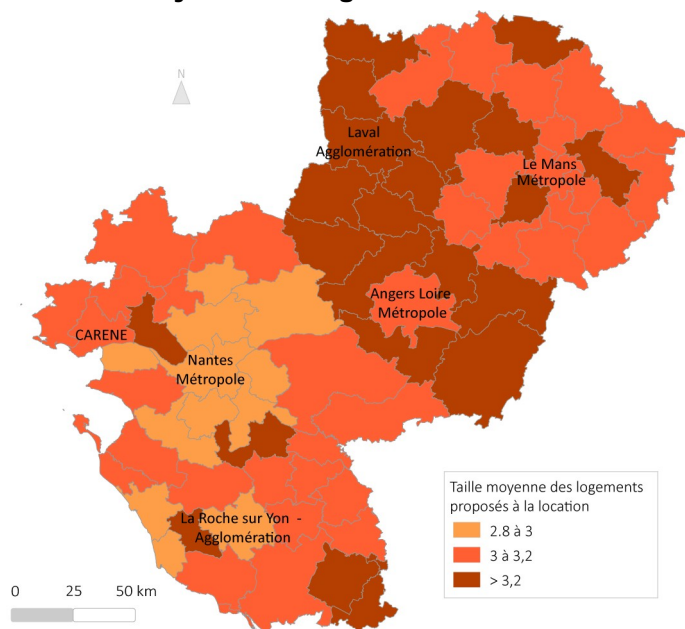 N
Laval
Agglomération
Le Mans
Métropole
Angers Loire
Métropole
CARENE
Nantes
Métropole
La Roche sur Yon -
Agglomération
Taille moyenne des logements
proposés à la location
2.8 à 3
3 à 3,2
> 3,2
0 25 50 km